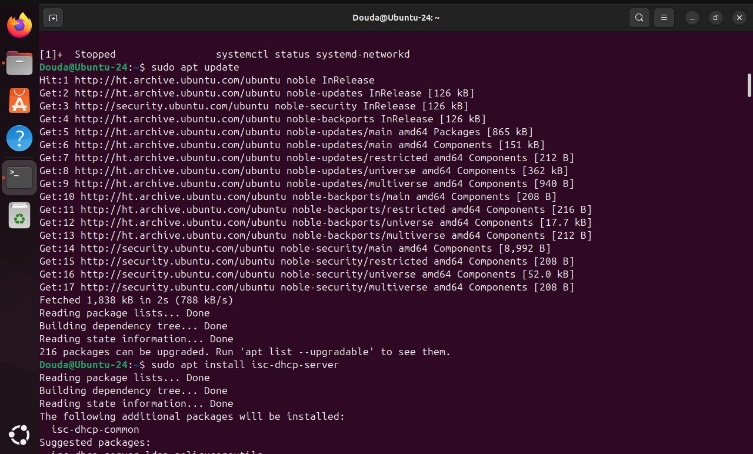 Douda@Ubuntu-24: ~
[1]+  Stopped                 systemctl status systemd-networkd
Douda@Ubuntu-24:~$ sudo apt update
Hit:1 http://ht.archive.ubuntu.com/ubuntu noble InRelease
Get:2 http://ht.archive.ubuntu.com/ubuntu noble-updates InRelease [126 kB]
Get:3 http://security.ubuntu.com/ubuntu noble-security InRelease [126 kB]
Get:4 http://ht.archive.ubuntu.com/ubuntu noble-backports InRelease [126 kB]
Get:5 http://ht.archive.ubuntu.com/ubuntu noble-updates/main amd64 Packages [865 kB]
Get:6 http://ht.archive.ubuntu.com/ubuntu noble-updates/main amd64 Components [151 kB]
Get:7 http://ht.archive.ubuntu.com/ubuntu noble-updates/restricted amd64 Components [212 B]
Get:8 http://ht.archive.ubuntu.com/ubuntu noble-updates/universe amd64 Components [362 kB]
Get:9 http://ht.archive.ubuntu.com/ubuntu noble-updates/multiverse amd64 Components [940 B]
Get:10 http://ht.archive.ubuntu.com/ubuntu noble-backports/main amd64 Components [208 B]
Get:11 http://ht.archive.ubuntu.com/ubuntu noble-backports/restricted amd64 Components [216 B]
Get:12 http://ht.archive.ubuntu.com/ubuntu noble-backports/universe amd64 Components [17.7 kB]
Get:13 http://ht.archive.ubuntu.com/ubuntu noble-backports/multiverse amd64 Components [212 B]
Get:14 http://security.ubuntu.com/ubuntu noble-security/main amd64 Components [8,992 B]
Get:15 http://security.ubuntu.com/ubuntu noble-security/restricted amd64 Components [208 B]
Get:16 http://security.ubuntu.com/ubuntu noble-security/universe amd64 Components [52.0 kB]
Get:17 http://security.ubuntu.com/ubuntu noble-security/multiverse amd64 Components [208 B]
Fetched 1,838 kB in 2s (788 kB/s)
Reading package lists... Done
Building dependency tree... Done
Reading state information... Done
216 packages can be upgraded. Run 'apt list --upgradable' to see them.
Douda@Ubuntu-24:~$ sudo apt install isc-dhcp-server
Reading package lists... Done
Building dependency tree... Done
Reading state information... Done
The following additional packages will be installed:
  isc-dhcp-common
Suggested packages: